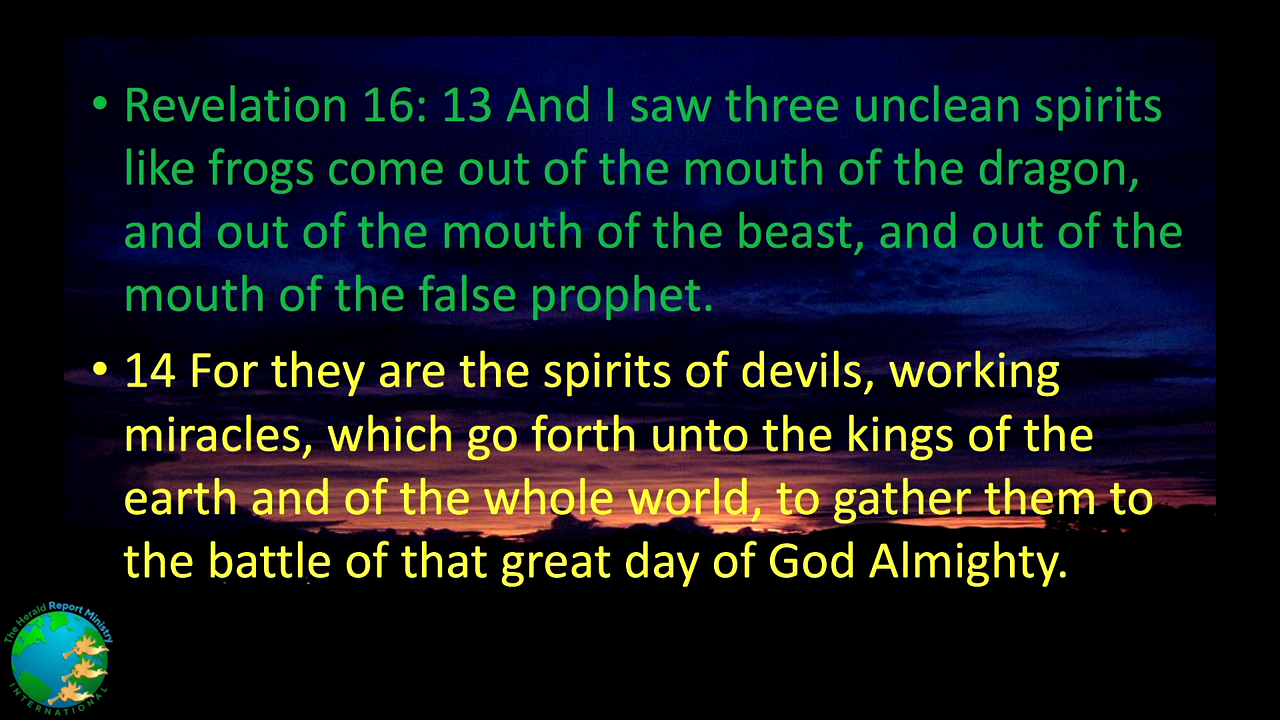 • Revelation 16: 13 And I saw three unclean spirits
like frogs come out of the mouth of the dragon,
and out of the mouth of the beast, and out of the
mouth of the false prophet.
• 14 For they are the spirits of devils, working
miracles, which go forth unto the kings of the
earth and of the whole world, to gather them to
the battle of that great day of God Almighty.
The Herald Report Ministry
INTERNATIONAL